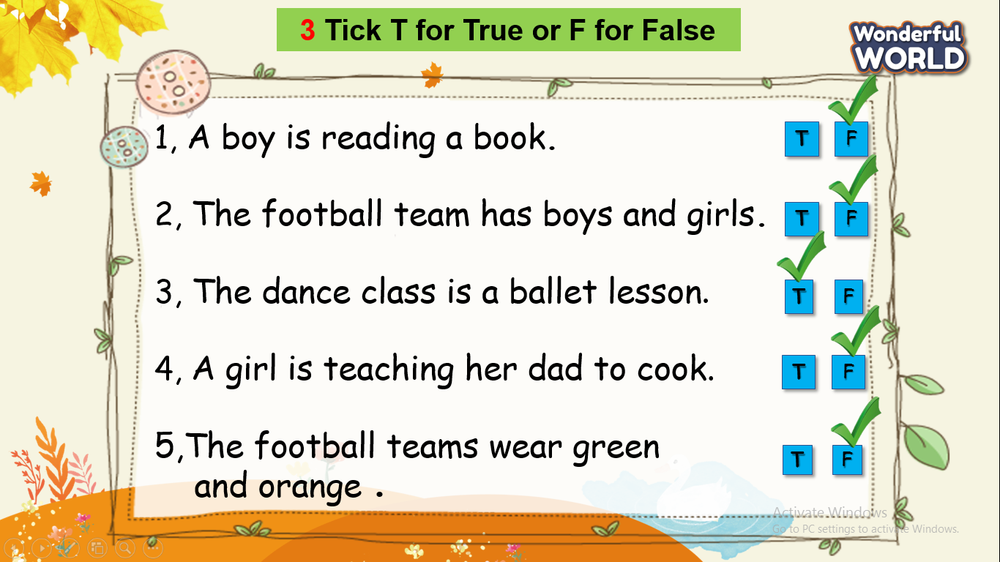 3 Tick T for True or F for False
Wonderful
WORLD
1, A boy is reading a book.
T F
2, The football team has boys and girls.
T F
3, The dance class is a ballet lesson.
T F
4, A girl is teaching her dad to cook.
T F
5,The football teams wear green
and orange .
T F
Activate Windows
Go to PC settings to activate Windows.